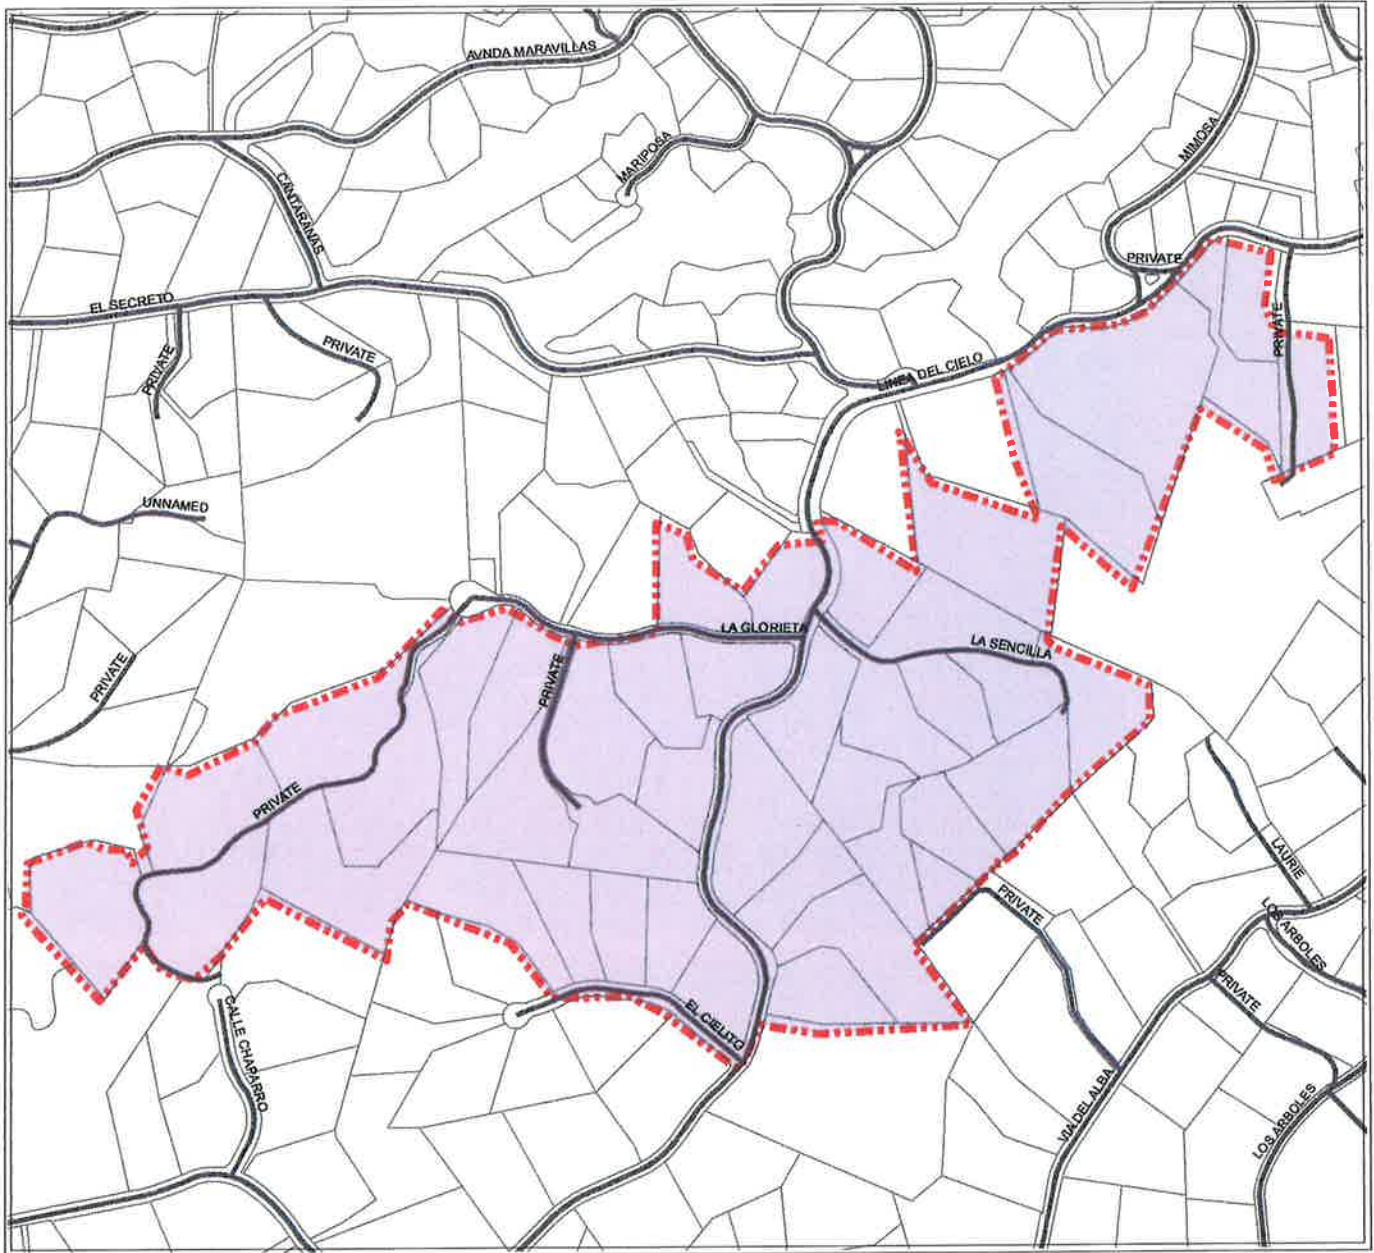 AVNDA MARAVILLAS
MARIPOSA
MIMOSA
CANTARANAS
PRIVATE
EL SECRETO
PRIVATE
PRIVATE
PRIVATE
LINEA DEL CIELO
UNNAMED
LA GLORIETA
LA SENCILLA
PRIVATE
PRIVATE
PRIVATE
LAURIE
PRIVATE
LOS ARBOLES
PRIVATE
EL CIELITO
CALLE CHAPARRO
VIA DEL ALBA
LOS ARBOLES